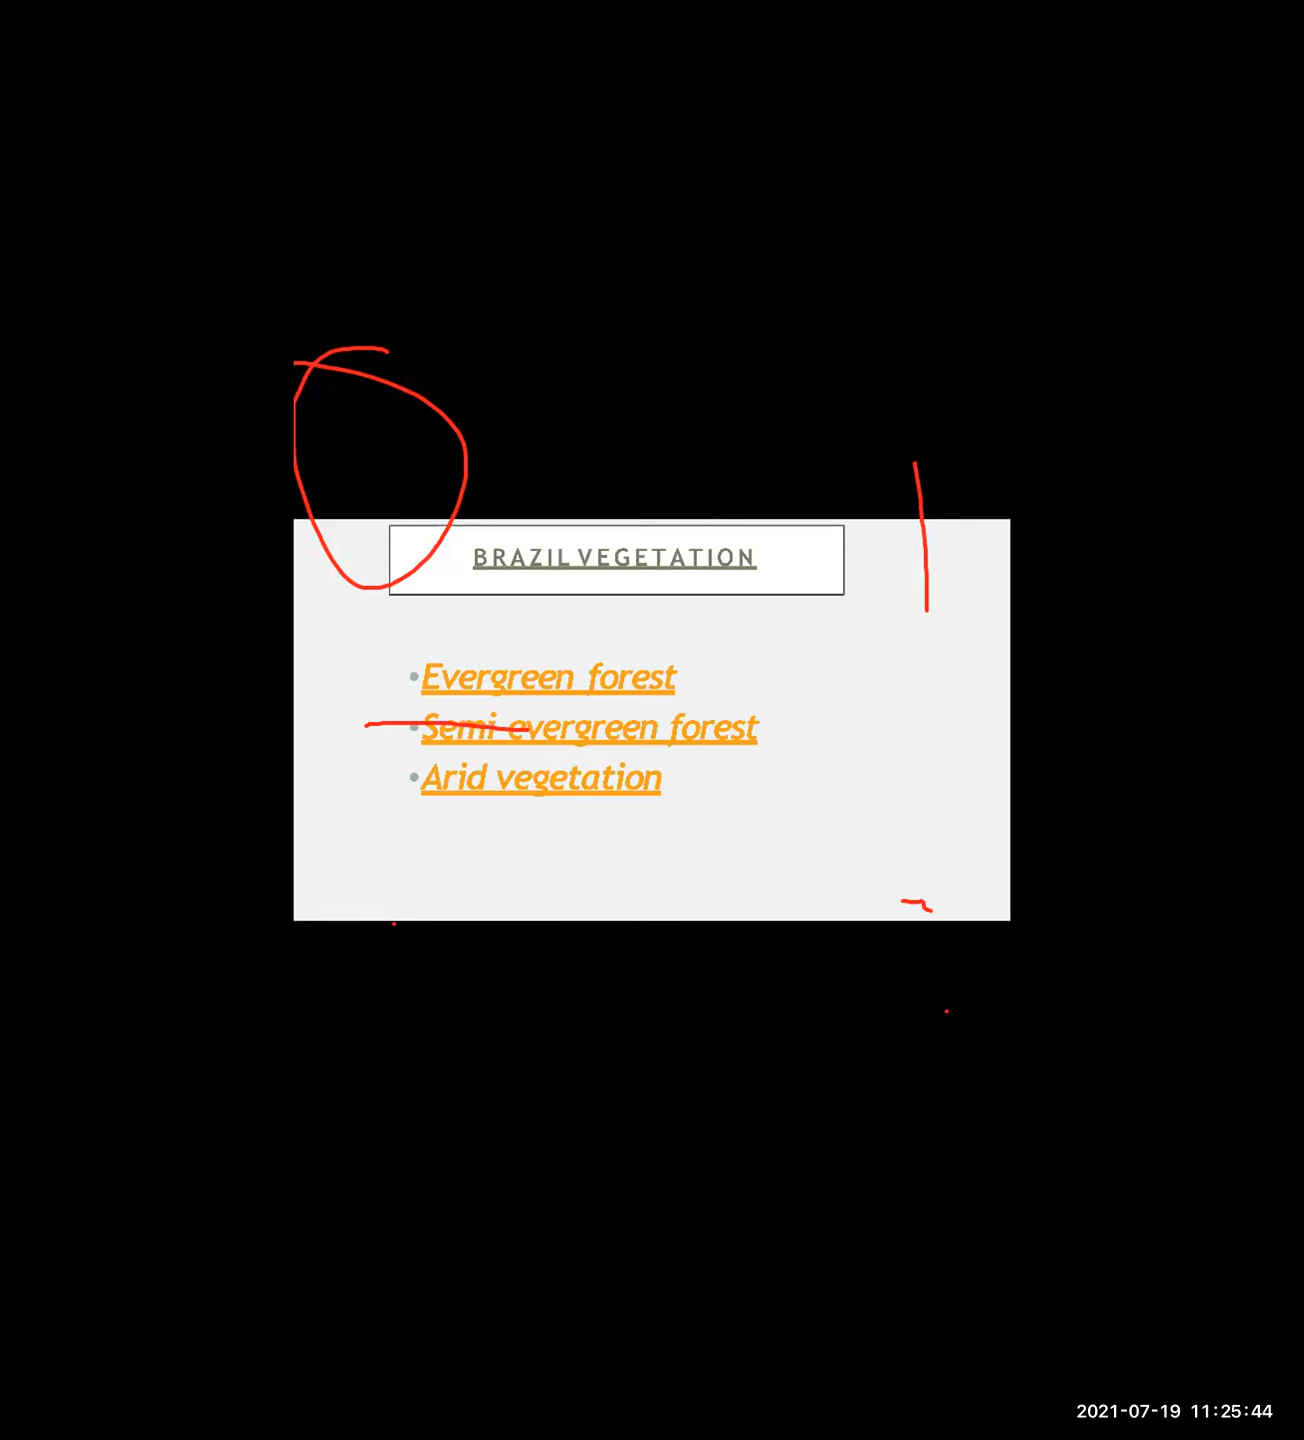 BRAZIL VEGETATION
•Evergreen forest
•Semi evergreen forest
•Arid vegetation
2021-07-19 11:25:44